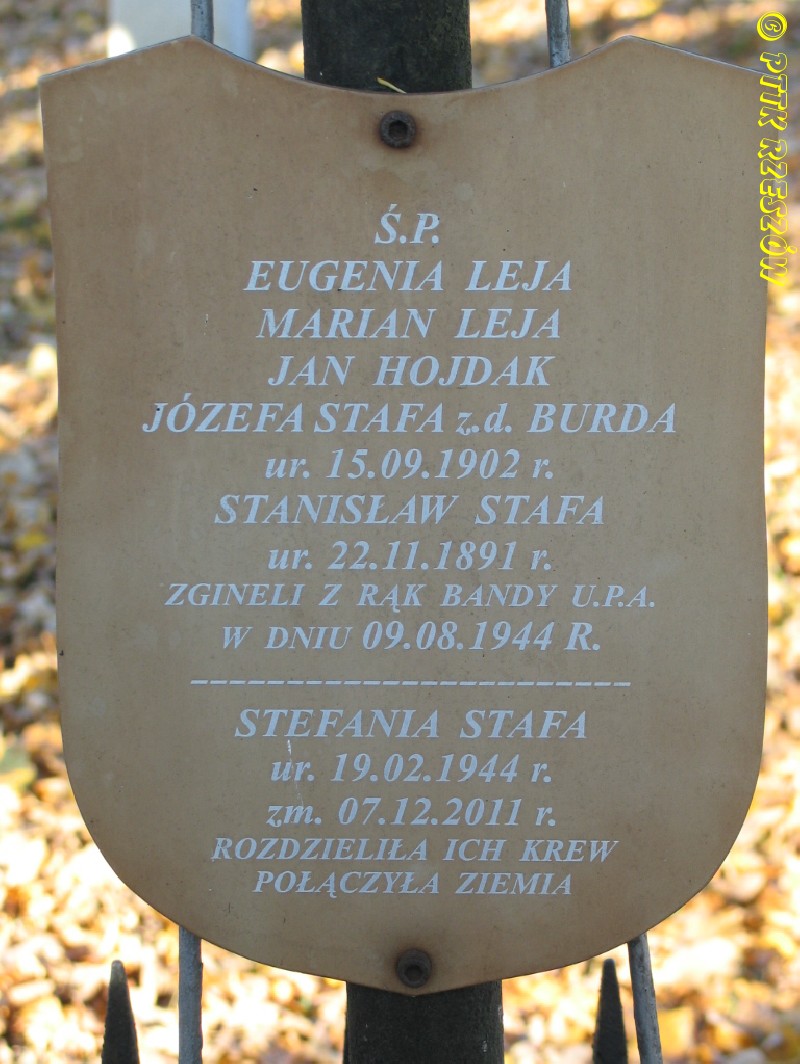 Ś.P.
EUGENIA LEJA
MARIAN LEJA
JAN HOJDAK
JÓZEFA STAFA z.d. BURDA
ur. 15.09.1902 r.
STANISŁAW STAFA
ur. 22.11.1891 r.
ZGINELI Z RĄK BANDY U.P.A.
W DNIU 09.08.1944 R.
STEFANIA STAFA
ur. 19.02.1944 r.
zm. 07.12.2011 r.
ROZDZIELIŁA ICH KREW
POŁĄCZYŁA ZIEMIA
© PTTK RZESZÓW